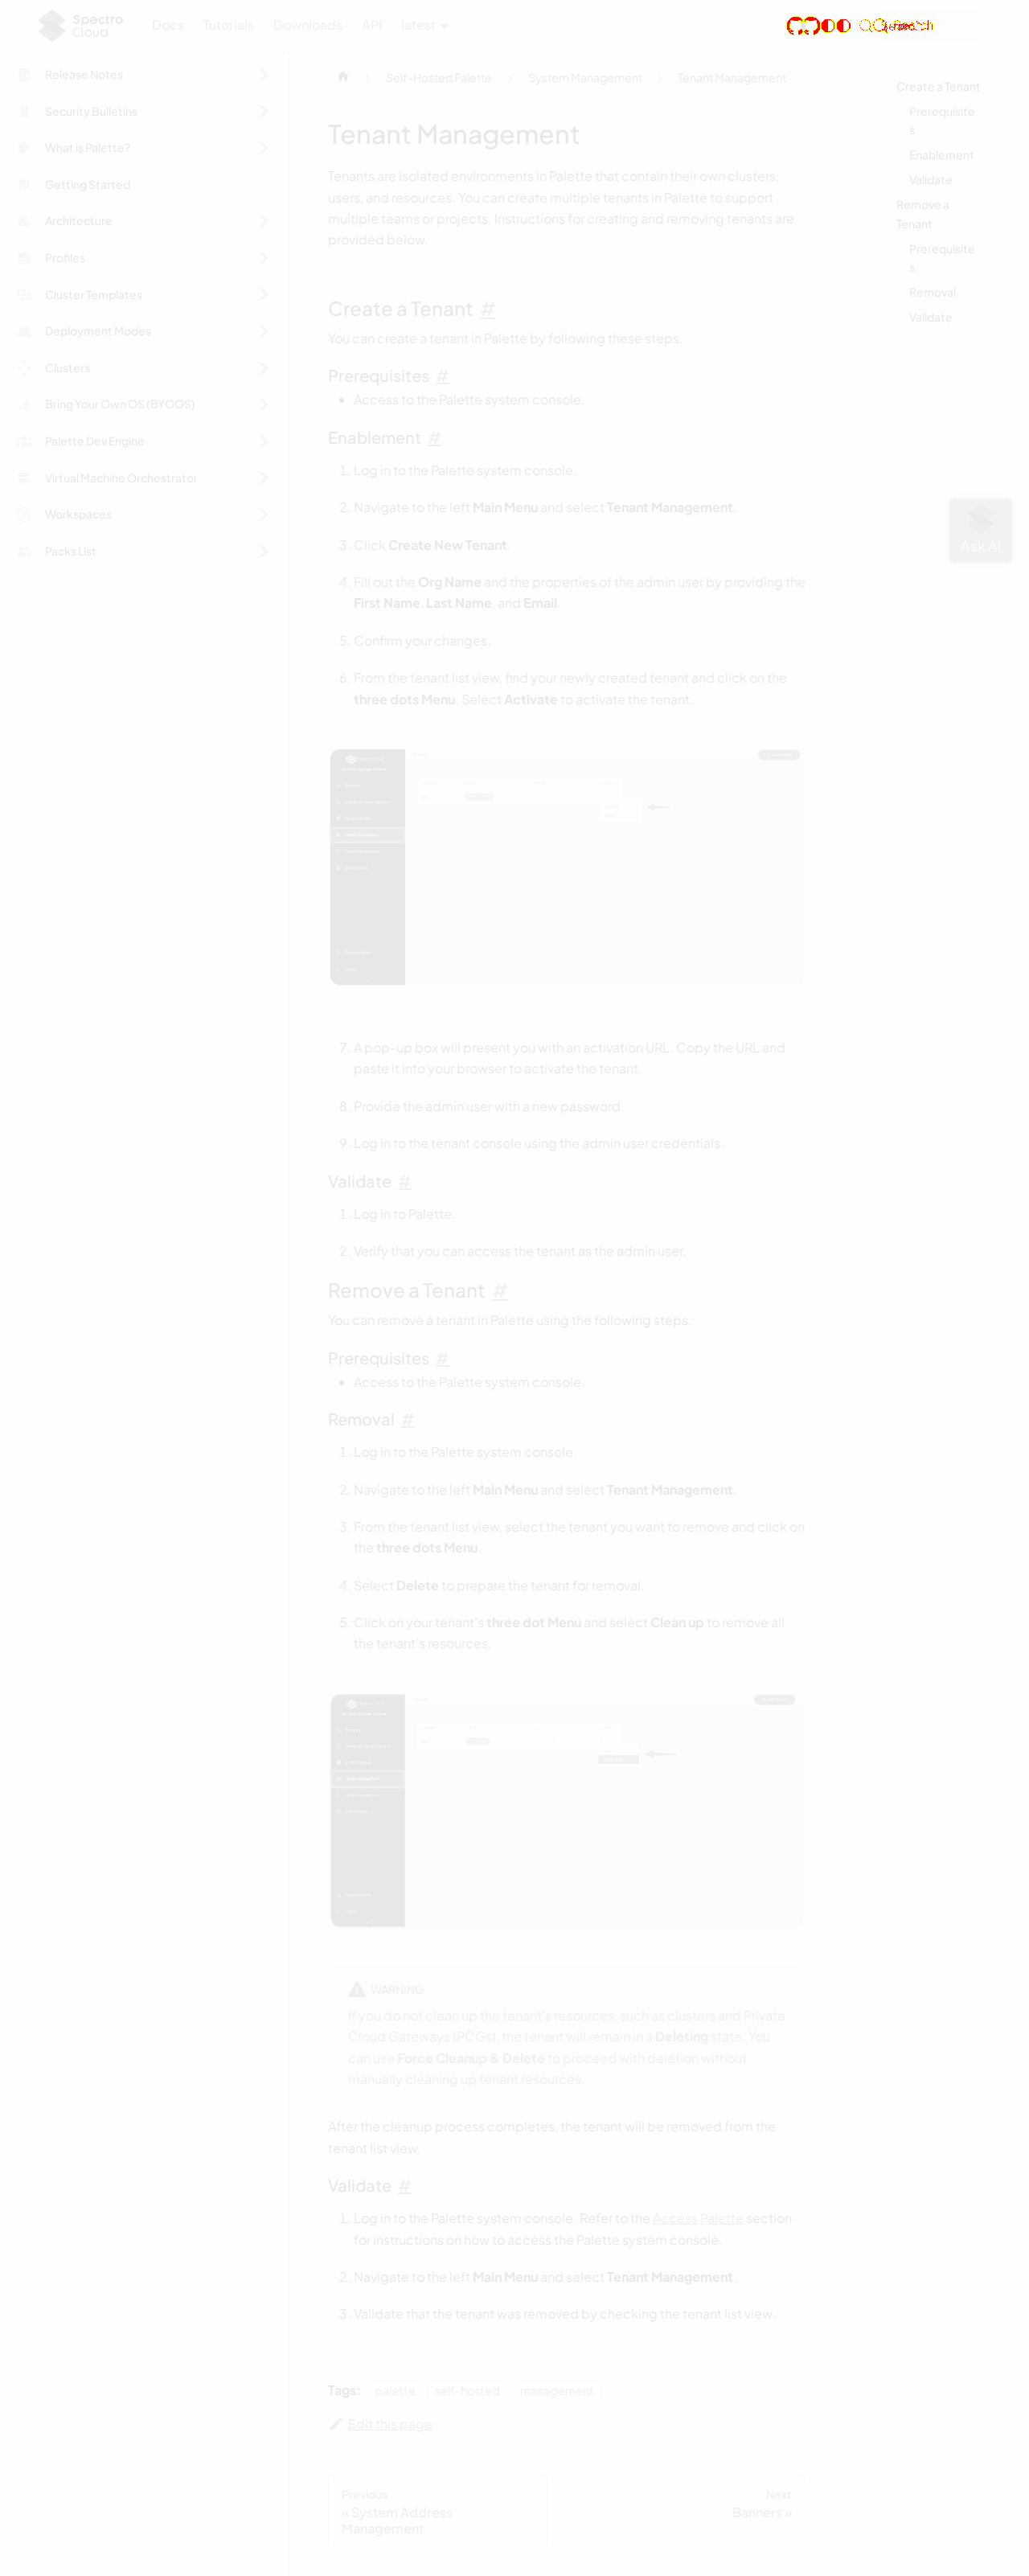 Spectro
Cloud
Docs
Tutorials
Downloads
API
latest
Search
Release Notes
Security Bulletins
What is Palette?
Getting Started
Architecture
Profiles
Cluster Templates
Deployment Modes
Clusters
Bring Your Own OS (BYOOS)
Palette Dev Engine
Virtual Machine Orchestrator
Workspaces
Packs List
Self-Hosted Palette
System Management
Tenant Management
Tenant Management
Tenants are isolated environments in Palette that contain their own clusters,
users, and resources. You can create multiple tenants in Palette to support
multiple teams or projects. Instructions for creating and removing tenants are
provided below.
Create a Tenant #
You can create a tenant in Palette by following these steps.
Prerequisites #
• Access to the Palette system console.
Enablement #
1. Log in to the Palette system console.
2. Navigate to the left Main Menu and select Tenant Management.
3. Click Create New Tenant.
4. Fill out the Org Name and the properties of the admin user by providing the
First Name, Last Name, and Email.
5. Confirm your changes.
6. From the tenant list view, find your newly created tenant and click on the
three dots Menu. Select Activate to activate the tenant.
7. A pop-up box will present you with an activation URL. Copy the URL and
paste it into your browser to activate the tenant.
8. Provide the admin user with a new password.
9. Log in to the tenant console using the admin user credentials.
Validate #
1. Log in to Palette.
2. Verify that you can access the tenant as the admin user.
Remove a Tenant #
You can remove a tenant in Palette using the following steps.
Prerequisites #
• Access to the Palette system console.
Removal #
1. Log in to the Palette system console.
2. Navigate to the left Main Menu and select Tenant Management.
3. From the tenant list view, select the tenant you want to remove and click on
the three dots Menu.
4. Select Delete to prepare the tenant for removal.
5. Click on your tenant's three dot Menu and select Clean up to remove all
the tenant's resources.
WARNING
If you do not clean up the tenant's resources, such as clusters and Private
Cloud Gateways (PCGs), the tenant will remain in a Deleting state. You
can use Force Cleanup & Delete to proceed with deletion without
manually cleaning up tenant resources.
After the cleanup process completes, the tenant will be removed from the
tenant list view.
Validate #
1. Log in to the Palette system console. Refer to the Access Palette section
for instructions on how to access the Palette system console.
2. Navigate to the left Main Menu and select Tenant Management.
3. Validate that the tenant was removed by checking the tenant list view.
Tags:
palette
self-hosted
management
Edit this page
Previous
« System Address
Management
Next
Banners »
Create a Tenant
Prerequisite
s
Enablement
Validate
Remove a
Tenant
Prerequisite
s
Removal
Validate
Ask AI